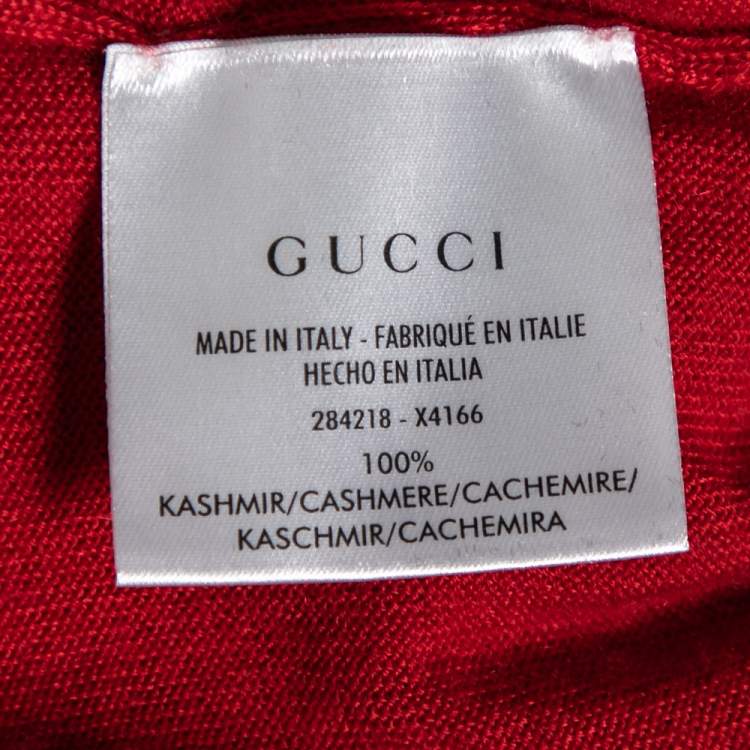 GUCCI
MADE IN ITALY - FABRIQUÉ EN ITALIE
HECHO EN ITALIA
284218 - X4166
100%
KASHMIR/CASHMERE/CACHEMIRE/
KASCHMIR/CACHEMIRA